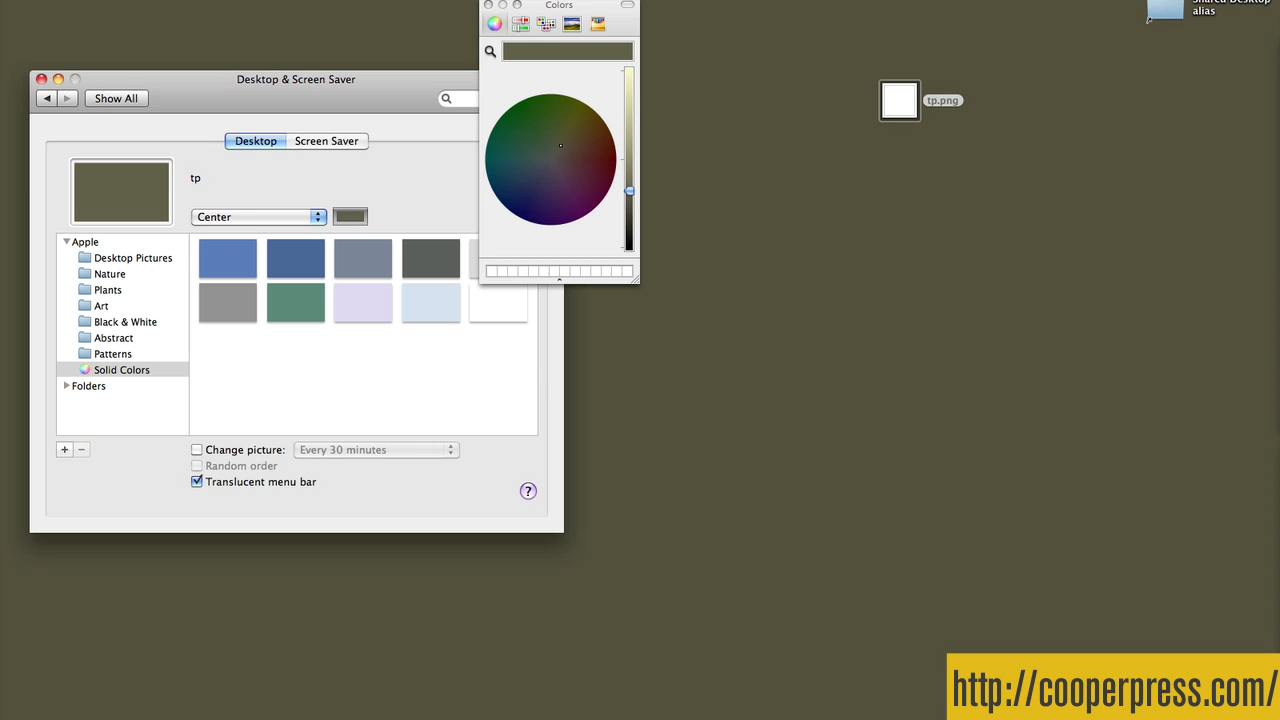 Colors
Shared Desktop
alias
Desktop & Screen Saver
Show All
tp.png
Desktop
Screen Saver
tp
Center
Apple
Desktop Pictures
Nature
Plants
Art
Black & White
Abstract
Patterns
Solid Colors
Folders
Change picture:
Every 30 minutes
Random order
Translucent menu bar
?
http://cooperpress.com/